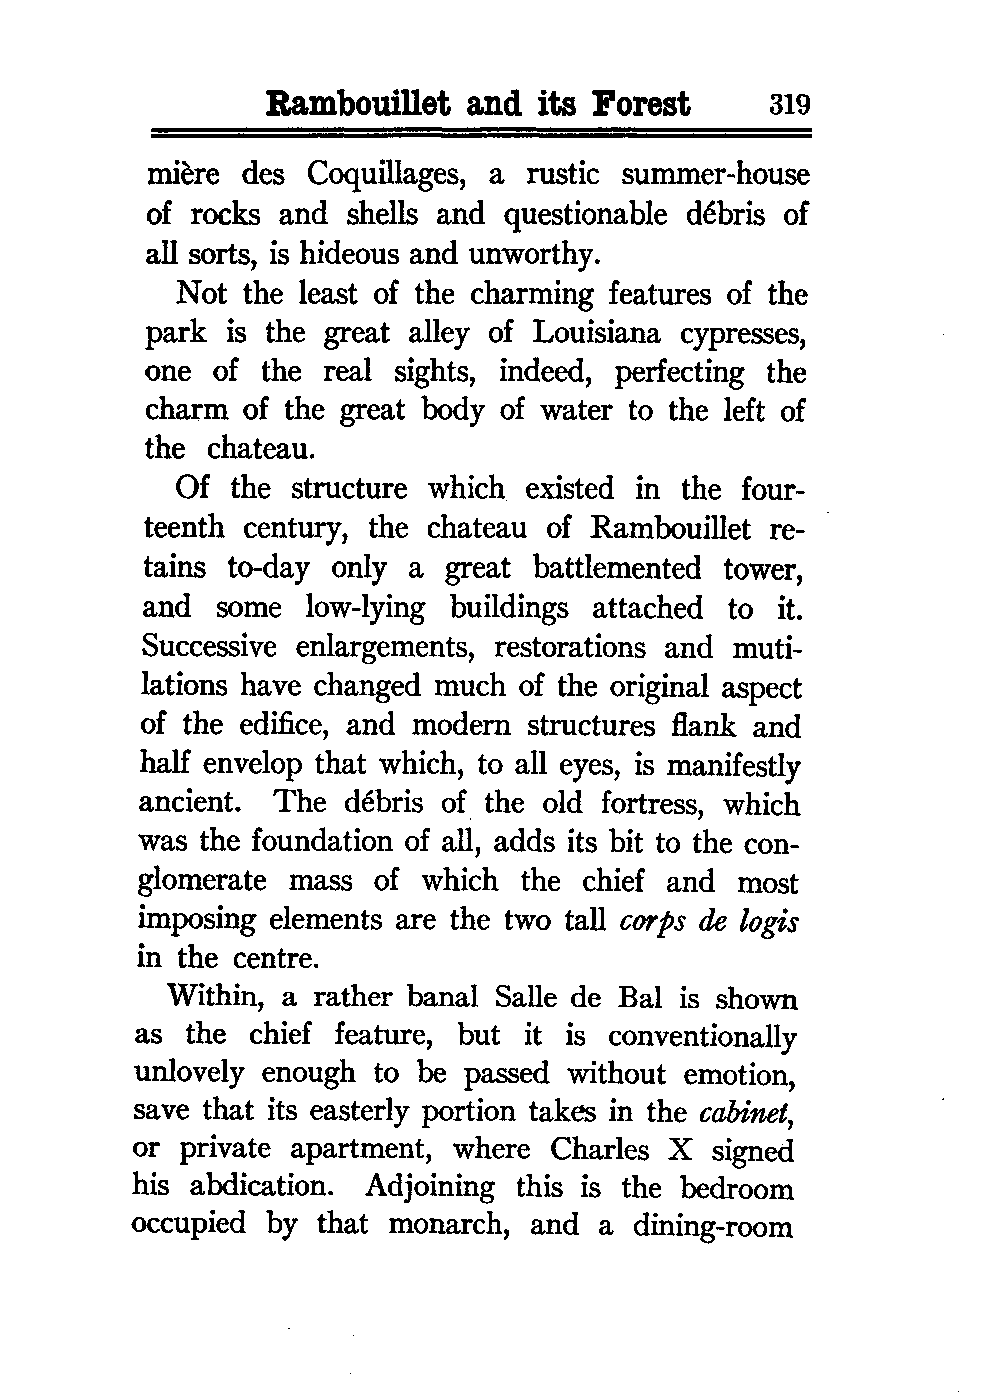 Rambouillet and its Forest 319
mière des Coquillages, a rustic summer-house
of rocks and shells and questionable débris of
all sorts, is hideous and unworthy.
Not the least of the charming features of the
park is the great alley of Louisiana cypresses,
one of the real sights, indeed, perfecting the
charm of the great body of water to the left of
the chateau.
Of the structure which existed in the four-
teenth century, the chateau of Rambouillet re-
tains to-day only a great battlemented tower,
and some low-lying buildings attached to it.
Successive enlargements, restorations and muti-
lations have changed much of the original aspect
of the edifice, and modern structures flank and
half envelop that which, to all eyes, is manifestly
ancient. The débris of the old fortress, which
was the foundation of all, adds its bit to the con-
glomerate mass of which the chief and most
imposing elements are the two tall corps de logis
in the centre.
Within, a rather banal Salle de Bal is shown
as the chief feature, but it is conventionally
unlovely enough to be passed without emotion,
save that its easterly portion takes in the cabinet,
or private apartment, where Charles X signed
his abdication. Adjoining this is the bedroom
occupied by that monarch, and a dining-room